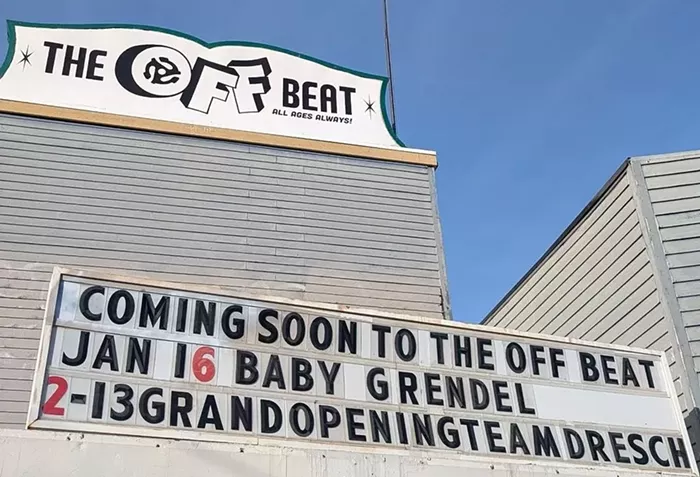 THE OFF BEAT
ALL AGES ALWAYS!
COMING SOON TO THE OFF BEAT
JAN 16 BABY GRENDEL
2-13GRANDOPENINGTEAMDRESCH